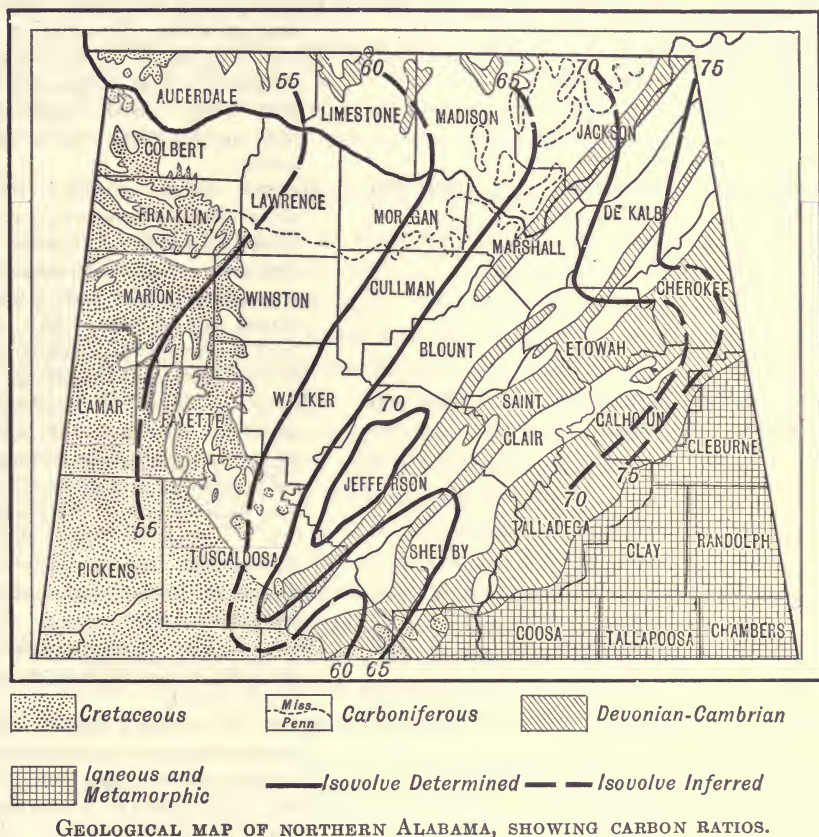 55
60
65
70
75
AUDERDALE
LIMESTONE
MADISON
JACKSON
COLBERT
LAWRENCE
FRANKLIN
MORGAN
DE KALB
MARSHALL
MARION
WINSTON
CULLMAN
CHEROKEE
BLOUNT
ETOWAH
LAMAR
FAYETTE
WALKER
70
SAINT
CLAIR
CALHOUN
CLEBURNE
JEFFERSON
70
75
55
PICKENS
TUSCALOOSA
SHELBY
TALLADEGA
CLAY
RANDOLPH
COOSA
TALLAPOOSA
CHAMBERS
60 65
Cretaceous
Miss.
Penn
Carboniferous
Devonian-Cambrian
Igneous and
Metamorphic
Isovolve Determined
Isovolve Inferred
GEOLOGICAL MAP OF NORTHERN ALABAMA, SHOWING CARBON RATIOS.